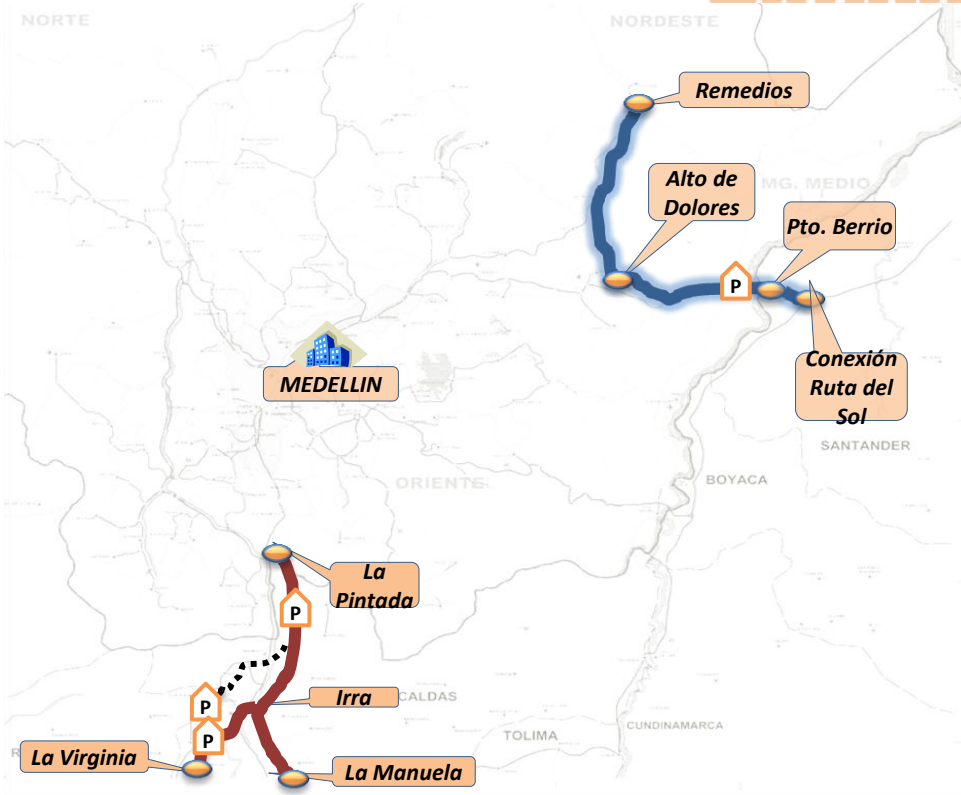 NORTE
NORDESTE
Remedios
Alto de
Dolores
MG. MEDIO
Pto. Berrio
P
Conexión
Ruta del
Sol
MEDELLIN
SANTANDER
ORIENTE
BOYACA
La
Pintada
P
Irra
CALDAS
P
P
TOLIMA
CUNDINAMARCA
La Virginia
La Manuela